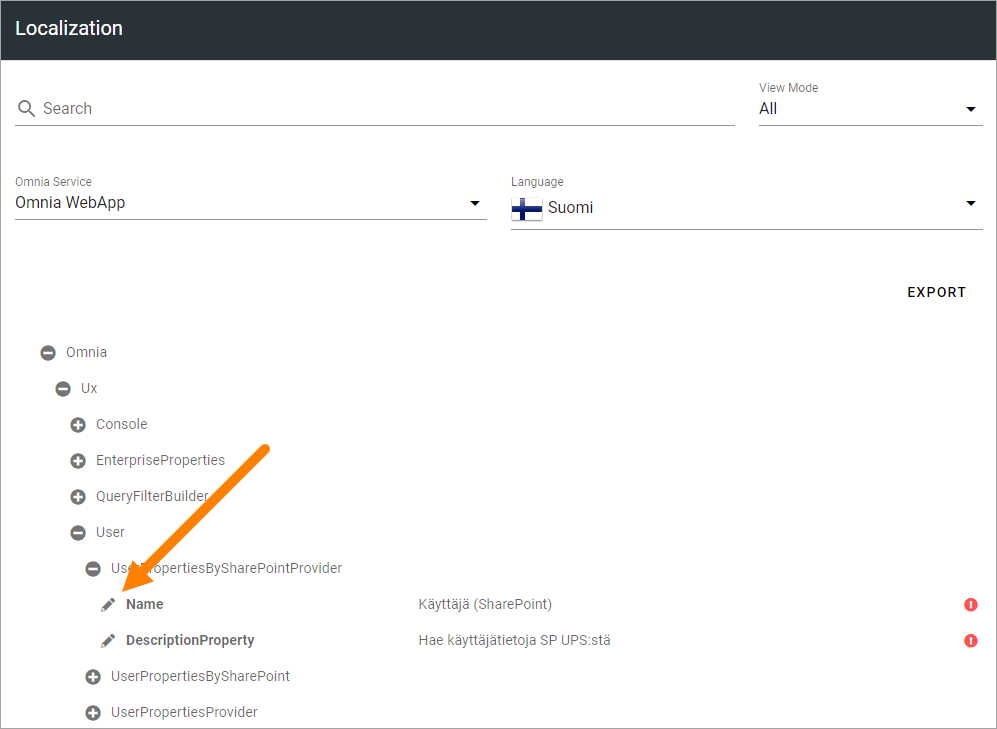 Localization
Search
View Mode
All
Omnia Service
Omnia WebApp
Language
Suomi
EXPORT
Omnia
Ux
Console
EnterpriseProperties
QueryFilterBuilder
User
UserPropertiesBySharePointProvider
Name Käyttäjä (SharePoint)
DescriptionProperty Hae käyttäjätietoja SP UPS:stä
UserPropertiesBySharePoint
UserPropertiesProvider